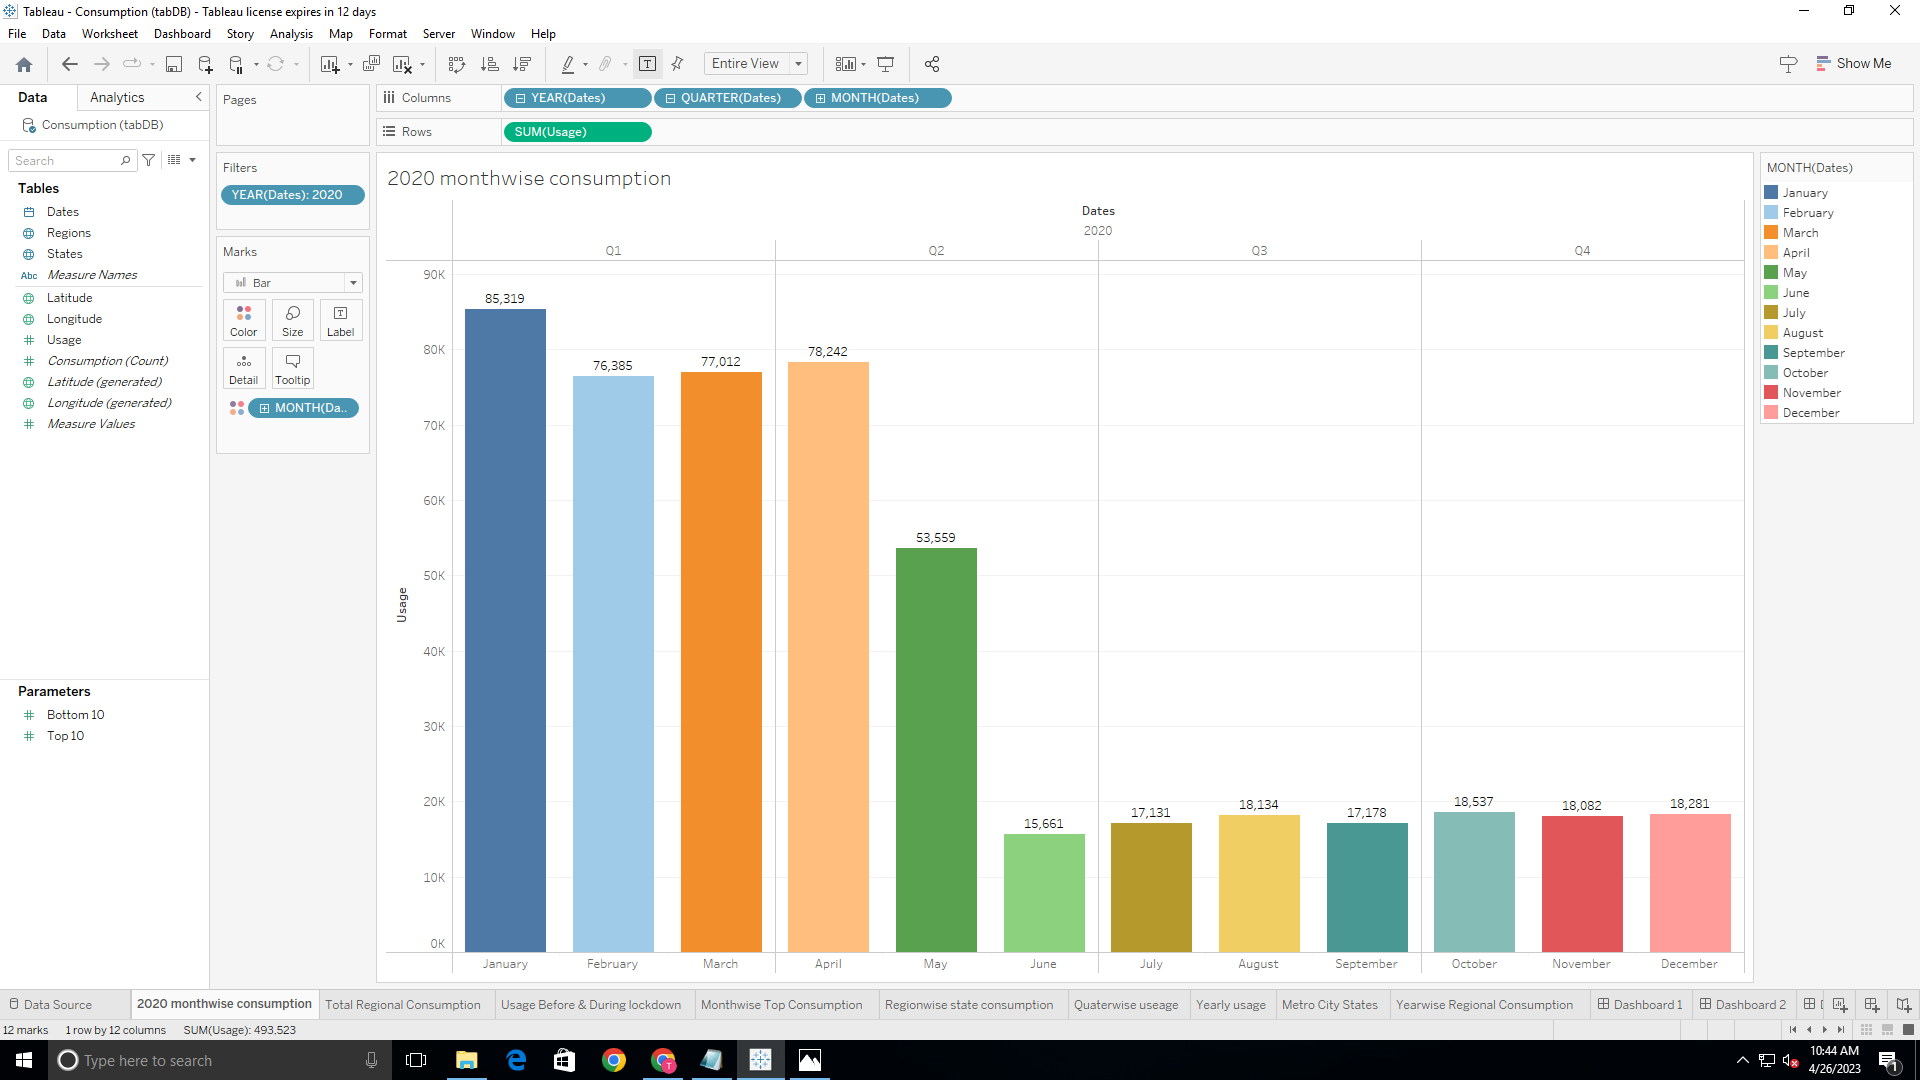 Tableau - Consumption (tabDB) - Tableau license expires in 12 days
File Data Worksheet Dashboard Story Analysis Map Format Server Window Help
Entire View
Show Me
Data Analytics
Consumption (tabDB)
Search
Tables
Dates
Regions
States
Abc Measure Names
Latitude
Longitude
Usage
Consumption (Count)
Latitude (generated)
Longitude (generated)
Measure Values
Parameters
Bottom 10
Top 10
Pages
Filters
YEAR(Dates): 2020
Marks
Bar
Color Size Label
Detail Tooltip
MONTH(Da..
Columns YEAR(Dates) QUARTER(Dates) MONTH(Dates)
Rows SUM(Usage)
2020 monthwise consumption
Dates
2020
Q1 Q2 Q3 Q4
Usage
90K
80K
70K
60K
50K
40K
30K
20K
10K
0K
85,319 76,385 77,012 78,242 53,559 15,661 17,131 18,134 17,178 18,537 18,082 18,281
January February March April May June July August September October November December
MONTH(Dates)
January
February
March
April
May
June
July
August
September
October
November
December
Data Source 2020 monthwise consumption Total Regional Consumption Usage Before & During lockdown Monthwise Top Consumption Regionwise state consumption Quaterwise useage Yearly usage Metro City States Yearwise Regional Consumption Dashboard 1 Dashboard 2
12 marks 1 row by 12 columns SUM(Usage): 493,523
Type here to search
10:44 AM
4/26/2023
1